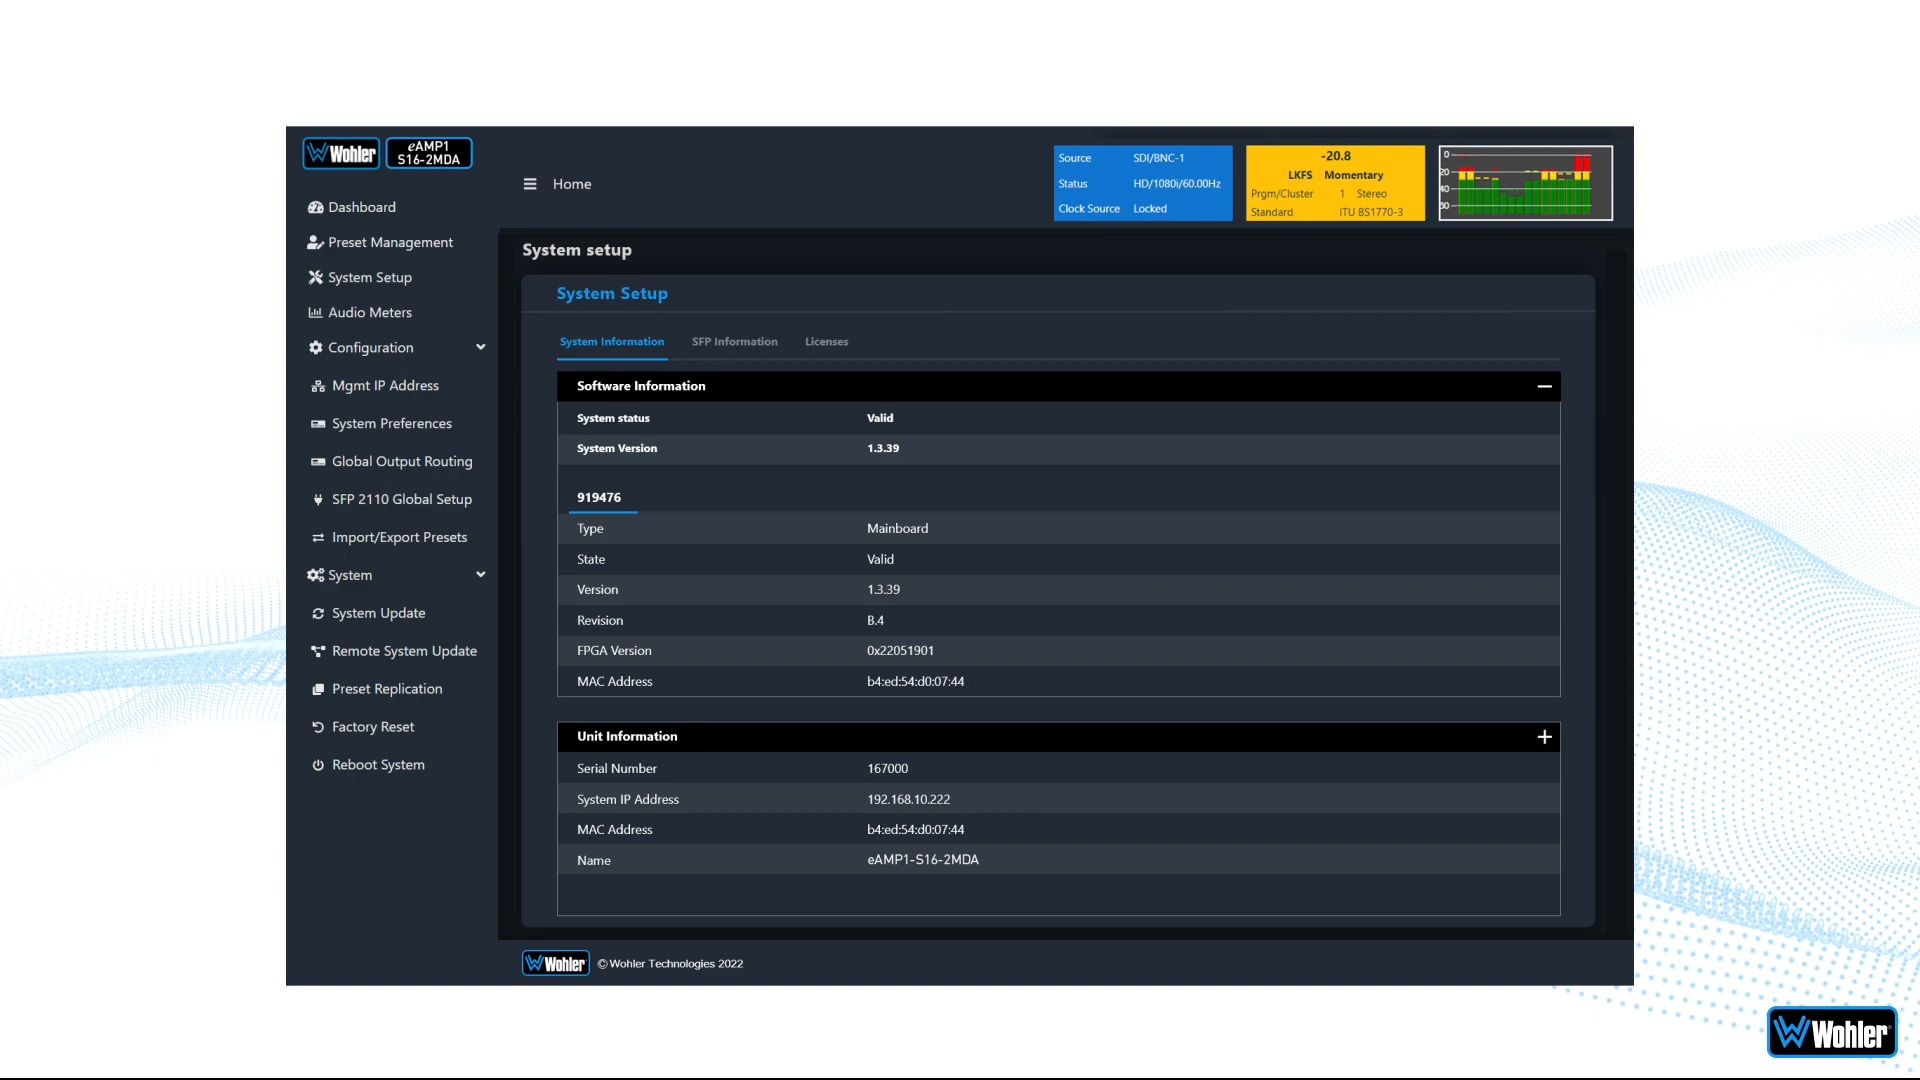 Wohler
eAMP1
S16-2MDA
Dashboard
Preset Management
System Setup
Audio Meters
Configuration
Mgmt IP Address
System Preferences
Global Output Routing
SFP 2110 Global Setup
Import/Export Presets
System
System Update
Remote System Update
Preset Replication
Factory Reset
Reboot System
Home
Source SDI/BNC-1
Status HD/1080i/60.00Hz
Clock Source Locked
-20.8
LKFS Momentary
Prgm/Cluster 1 Stereo
Standard ITU BS1770-3
0
20
40
System setup
System Setup
System Information SFP Information Licenses
Software Information
System status Valid
System Version 1.3.39
919476
Type Mainboard
State Valid
Version 1.3.39
Revision B.4
FPGA Version 0x22051901
MAC Address b4:ed:54:d0:07:44
Unit Information
Serial Number 167000
System IP Address 192.168.10.222
MAC Address b4:ed:54:d0:07:44
Name eAMP1-S16-2MDA
Wohler © Wohler Technologies 2022
Wohler